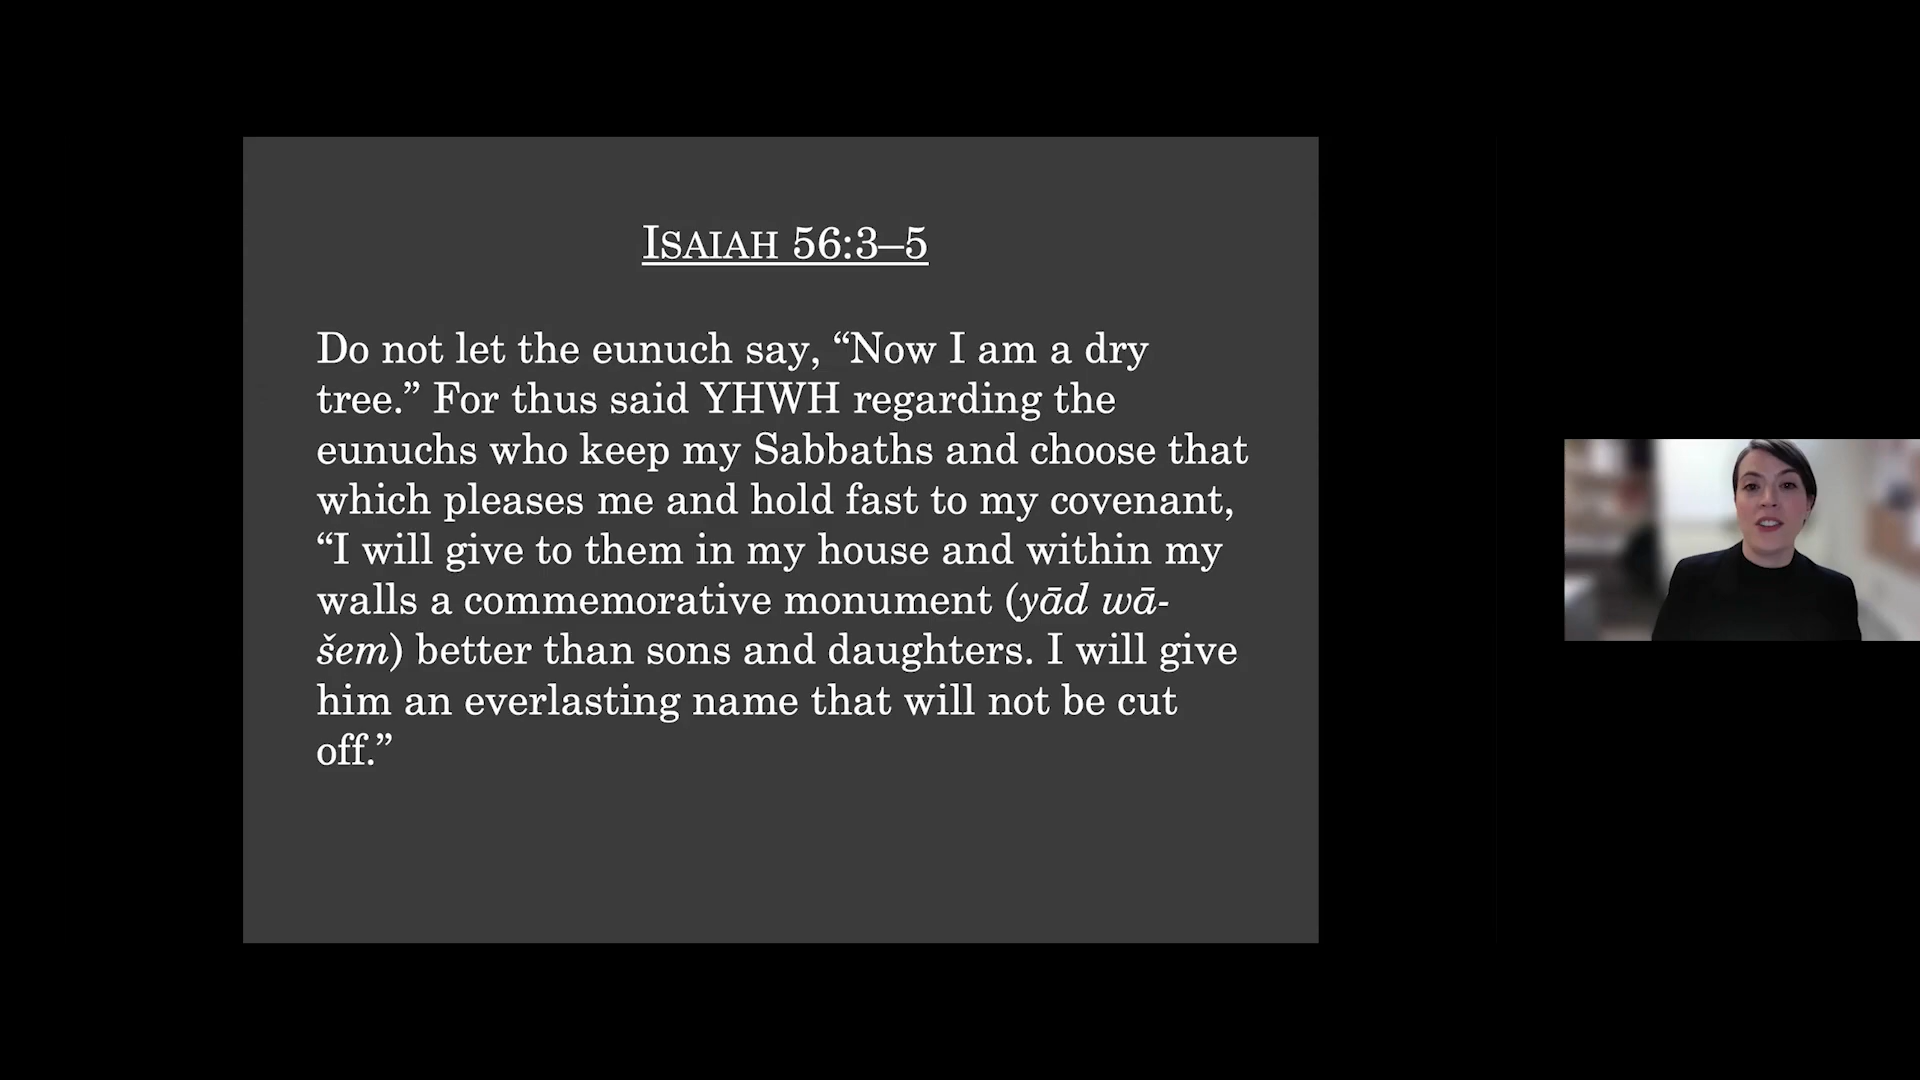 ISAIAH 56:3–5
Do not let the eunuch say, “Now I am a dry
tree.” For thus said YHWH regarding the
eunuchs who keep my Sabbaths and choose that
which pleases me and hold fast to my covenant,
“I will give to them in my house and within my
walls a commemorative monument (yād wā-
šem) better than sons and daughters. I will give
him an everlasting name that will not be cut
off.”